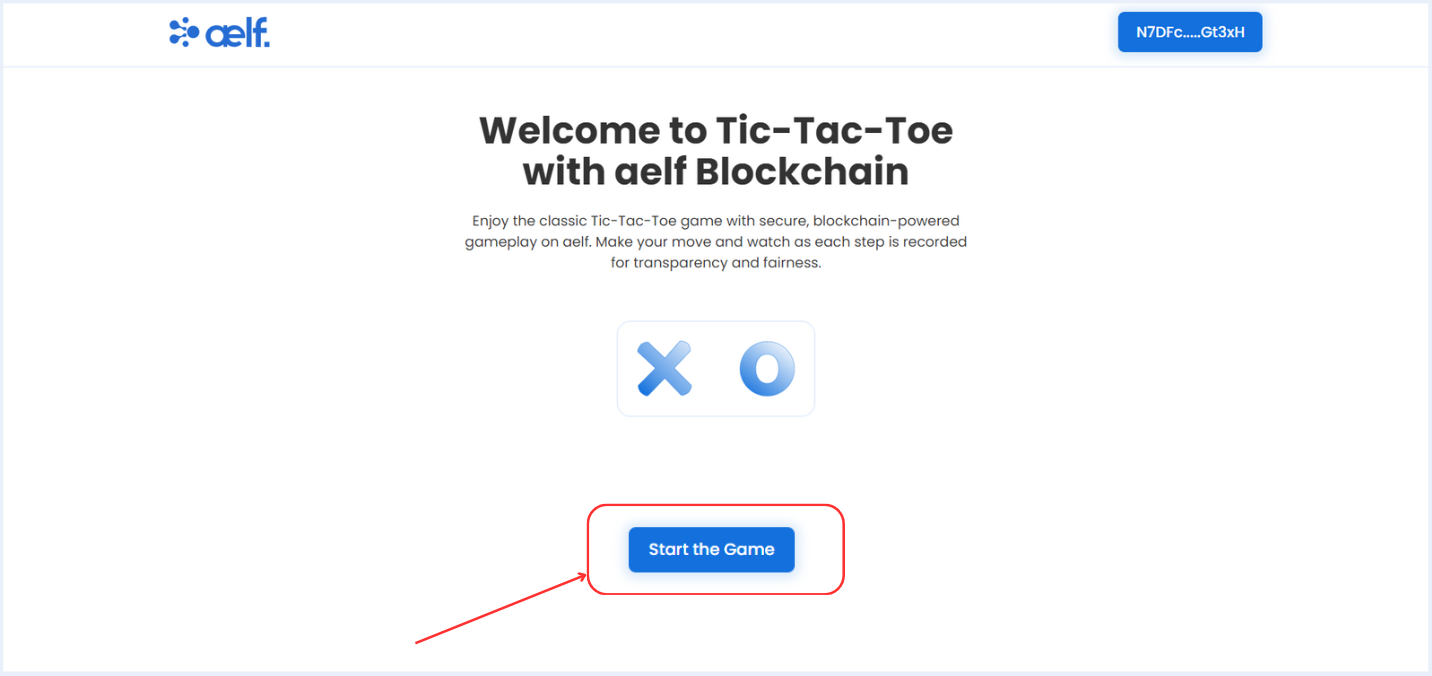 aelf.
N7DFc.....Gt3xH
Welcome to Tic-Tac-Toe
with aelf Blockchain
Enjoy the classic Tic-Tac-Toe game with secure, blockchain-powered
gameplay on aelf. Make your move and watch as each step is recorded
for transparency and fairness.
X O
Start the Game